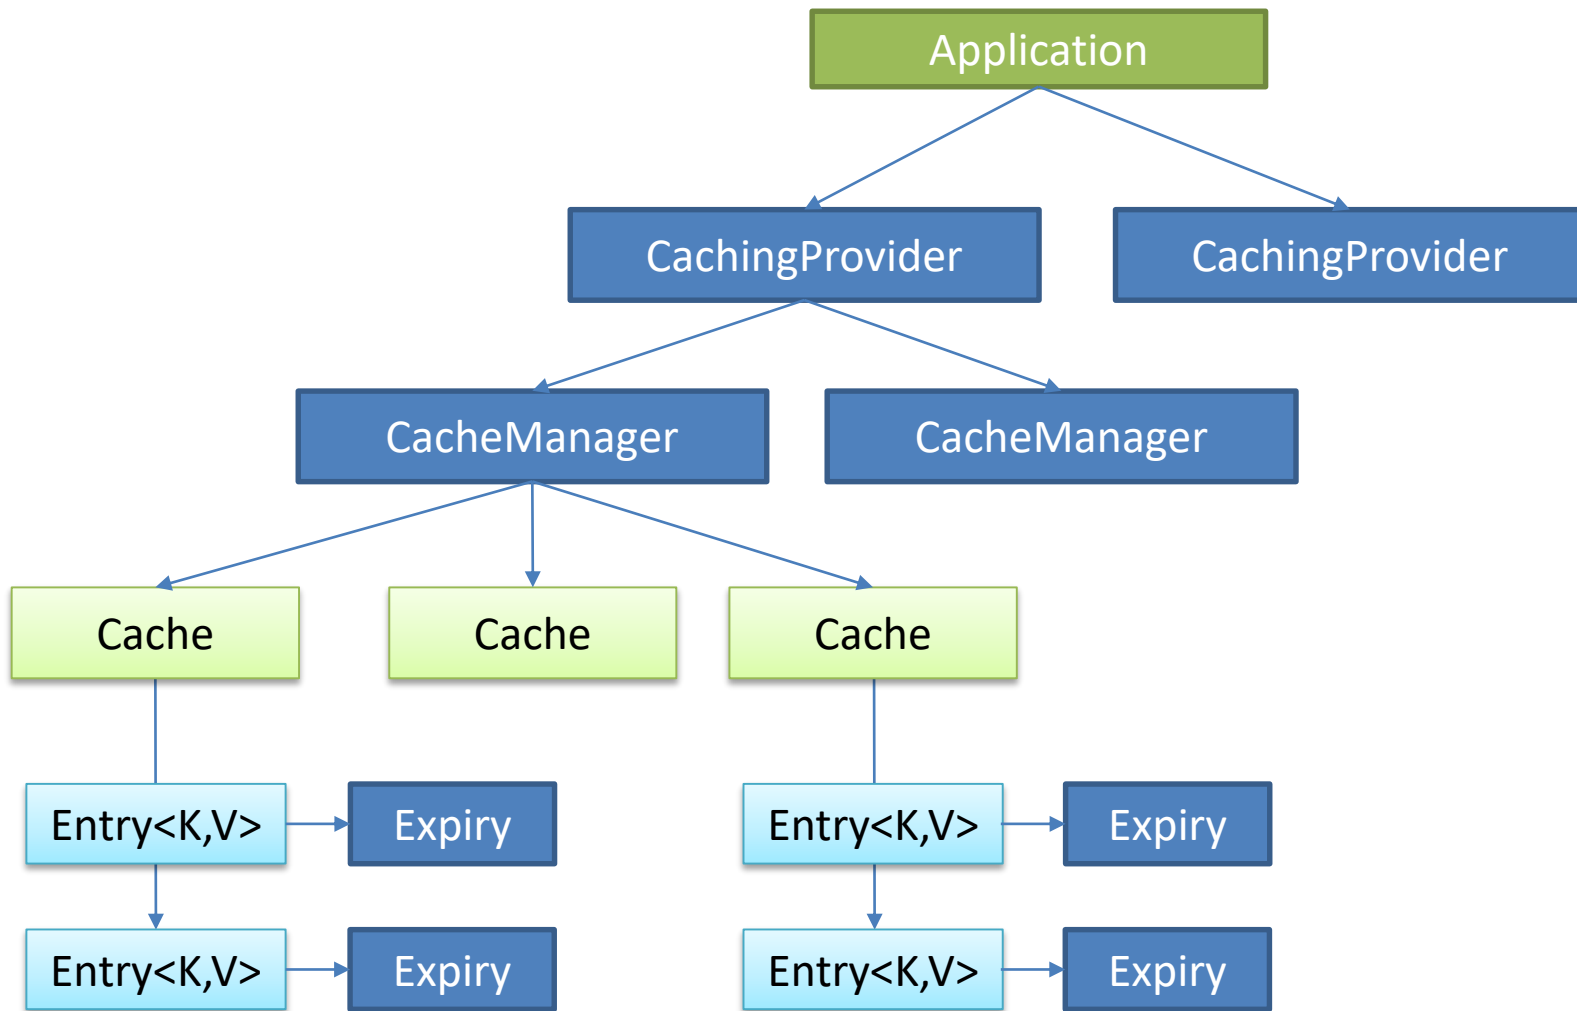 Application
CachingProvider
CachingProvider
CacheManager
CacheManager
Cache
Cache
Cache
Entry<K,V>
Expiry
Entry<K,V>
Expiry
Entry<K,V>
Expiry
Entry<K,V>
Expiry